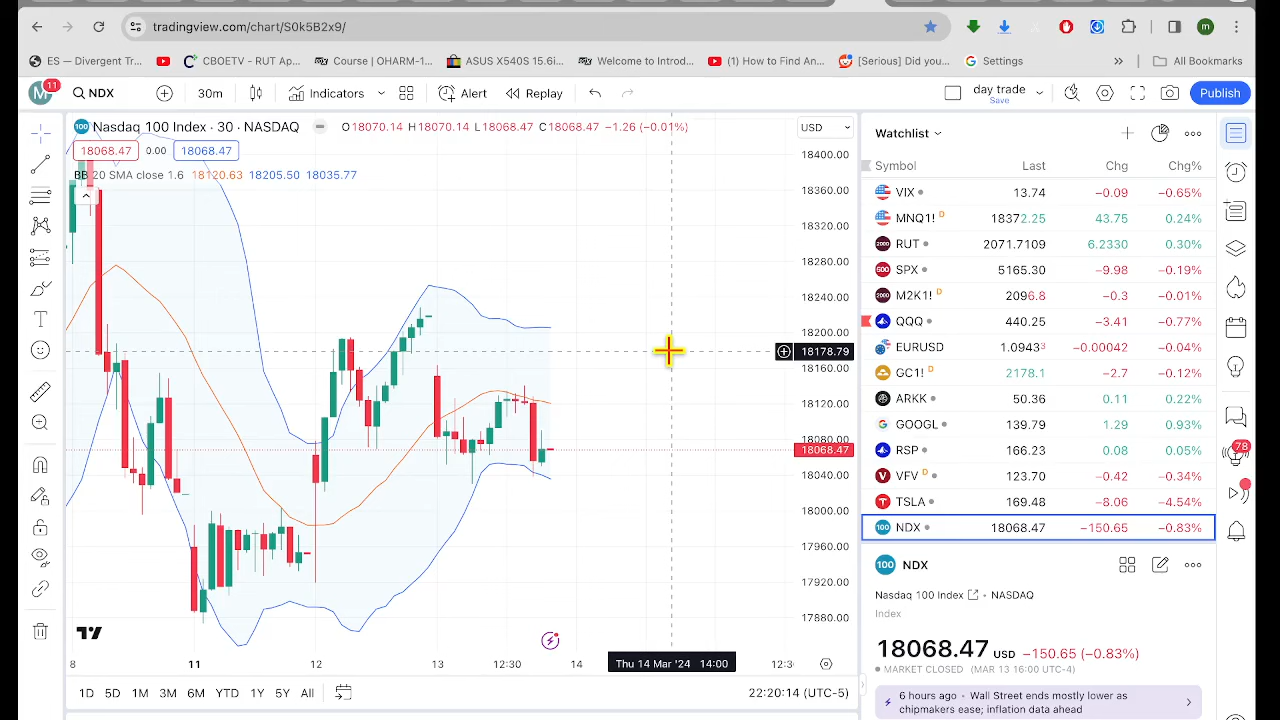 tradingview.com/chart/S0k5B2x9/
m
ES — Divergent Tr...
CBOETV - RUT Ap...
Course | OHARM-1...
ASUS X540S 15.6i...
Welcome to Introd...
(1) How to Find An...
[Serious] Did you...
Settings
»
All Bookmarks
M 11
NDX
30m
Indicators
Alert
Replay
day trade
Save
Publish
100 Nasdaq 100 Index · 30 · NASDAQ
O18070.14 H18070.14 L18068.47 C18068.47 −1.26 (−0.01%)
USD
18068.47 0.00 18068.47
BB 20 SMA close 1.6 18120.63 18205.50 18035.77
18400.00
18360.00
18320.00
18280.00
18240.00
18200.00
18178.79
18160.00
18120.00
18080.00
18068.47
18040.00
18000.00
17960.00
17920.00
17880.00
8 11 12 13 12:30 14 Thu 14 Mar '24 14:00 12:3
1D 5D 1M 3M 6M YTD 1Y 5Y All
22:20:14 (UTC-5)
Watchlist
Symbol Last Chg Chg%
VIX 13.74 −0.09 −0.65%
MNQ1! D 18372.25 43.75 0.24%
2000 RUT 2071.7109 6.2330 0.30%
500 SPX 5165.30 −9.98 −0.19%
2000 M2K1! D 2096.8 −0.3 −0.01%
QQQ 440.25 −3.41 −0.77%
EURUSD 1.09433 −0.00042 −0.04%
GC1! D 2178.1 −2.7 −0.12%
ARKK 50.36 0.11 0.22%
GOOGL 139.79 1.29 0.93%
RSP 166.23 0.08 0.05%
VFV D 123.70 −0.42 −0.34%
TSLA 169.48 −8.06 −4.54%
100 NDX 18068.47 −150.65 −0.83%
100 NDX
Nasdaq 100 Index • NASDAQ
Index
18068.47 USD −150.65 (−0.83%)
MARKET CLOSED (MAR 13 16:00 UTC-4)
6 hours ago • Wall Street ends mostly lower as
chipmakers ease; inflation data ahead
78